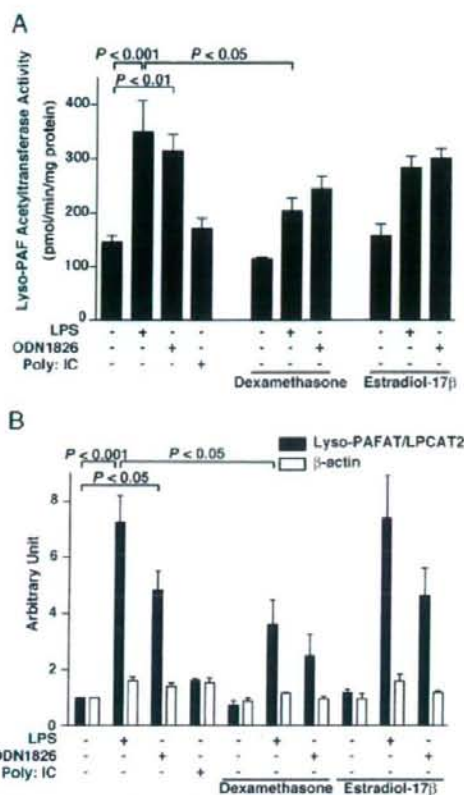 A
P < 0.001
P < 0.05
P < 0.01
Lyso-PAF Acetyltransferase Activity
(pmol/min/mg protein)
400
300
200
100
0
LPS - + - - - + - - + -
ODN1826 - - + - - - + - - +
Poly: IC - - - + - - - - - -
Dexamethasone Estradiol-17β
B
Lyso-PAFAT/LPCAT2
β-actin
P < 0.001
P < 0.05
P < 0.05
Arbitrary Unit
8
6
4
2
0
LPS - + - - - + - - + -
ODN1826 - - + - - - + - - +
Poly: IC - - - + - - - - - -
Dexamethasone Estradiol-17β